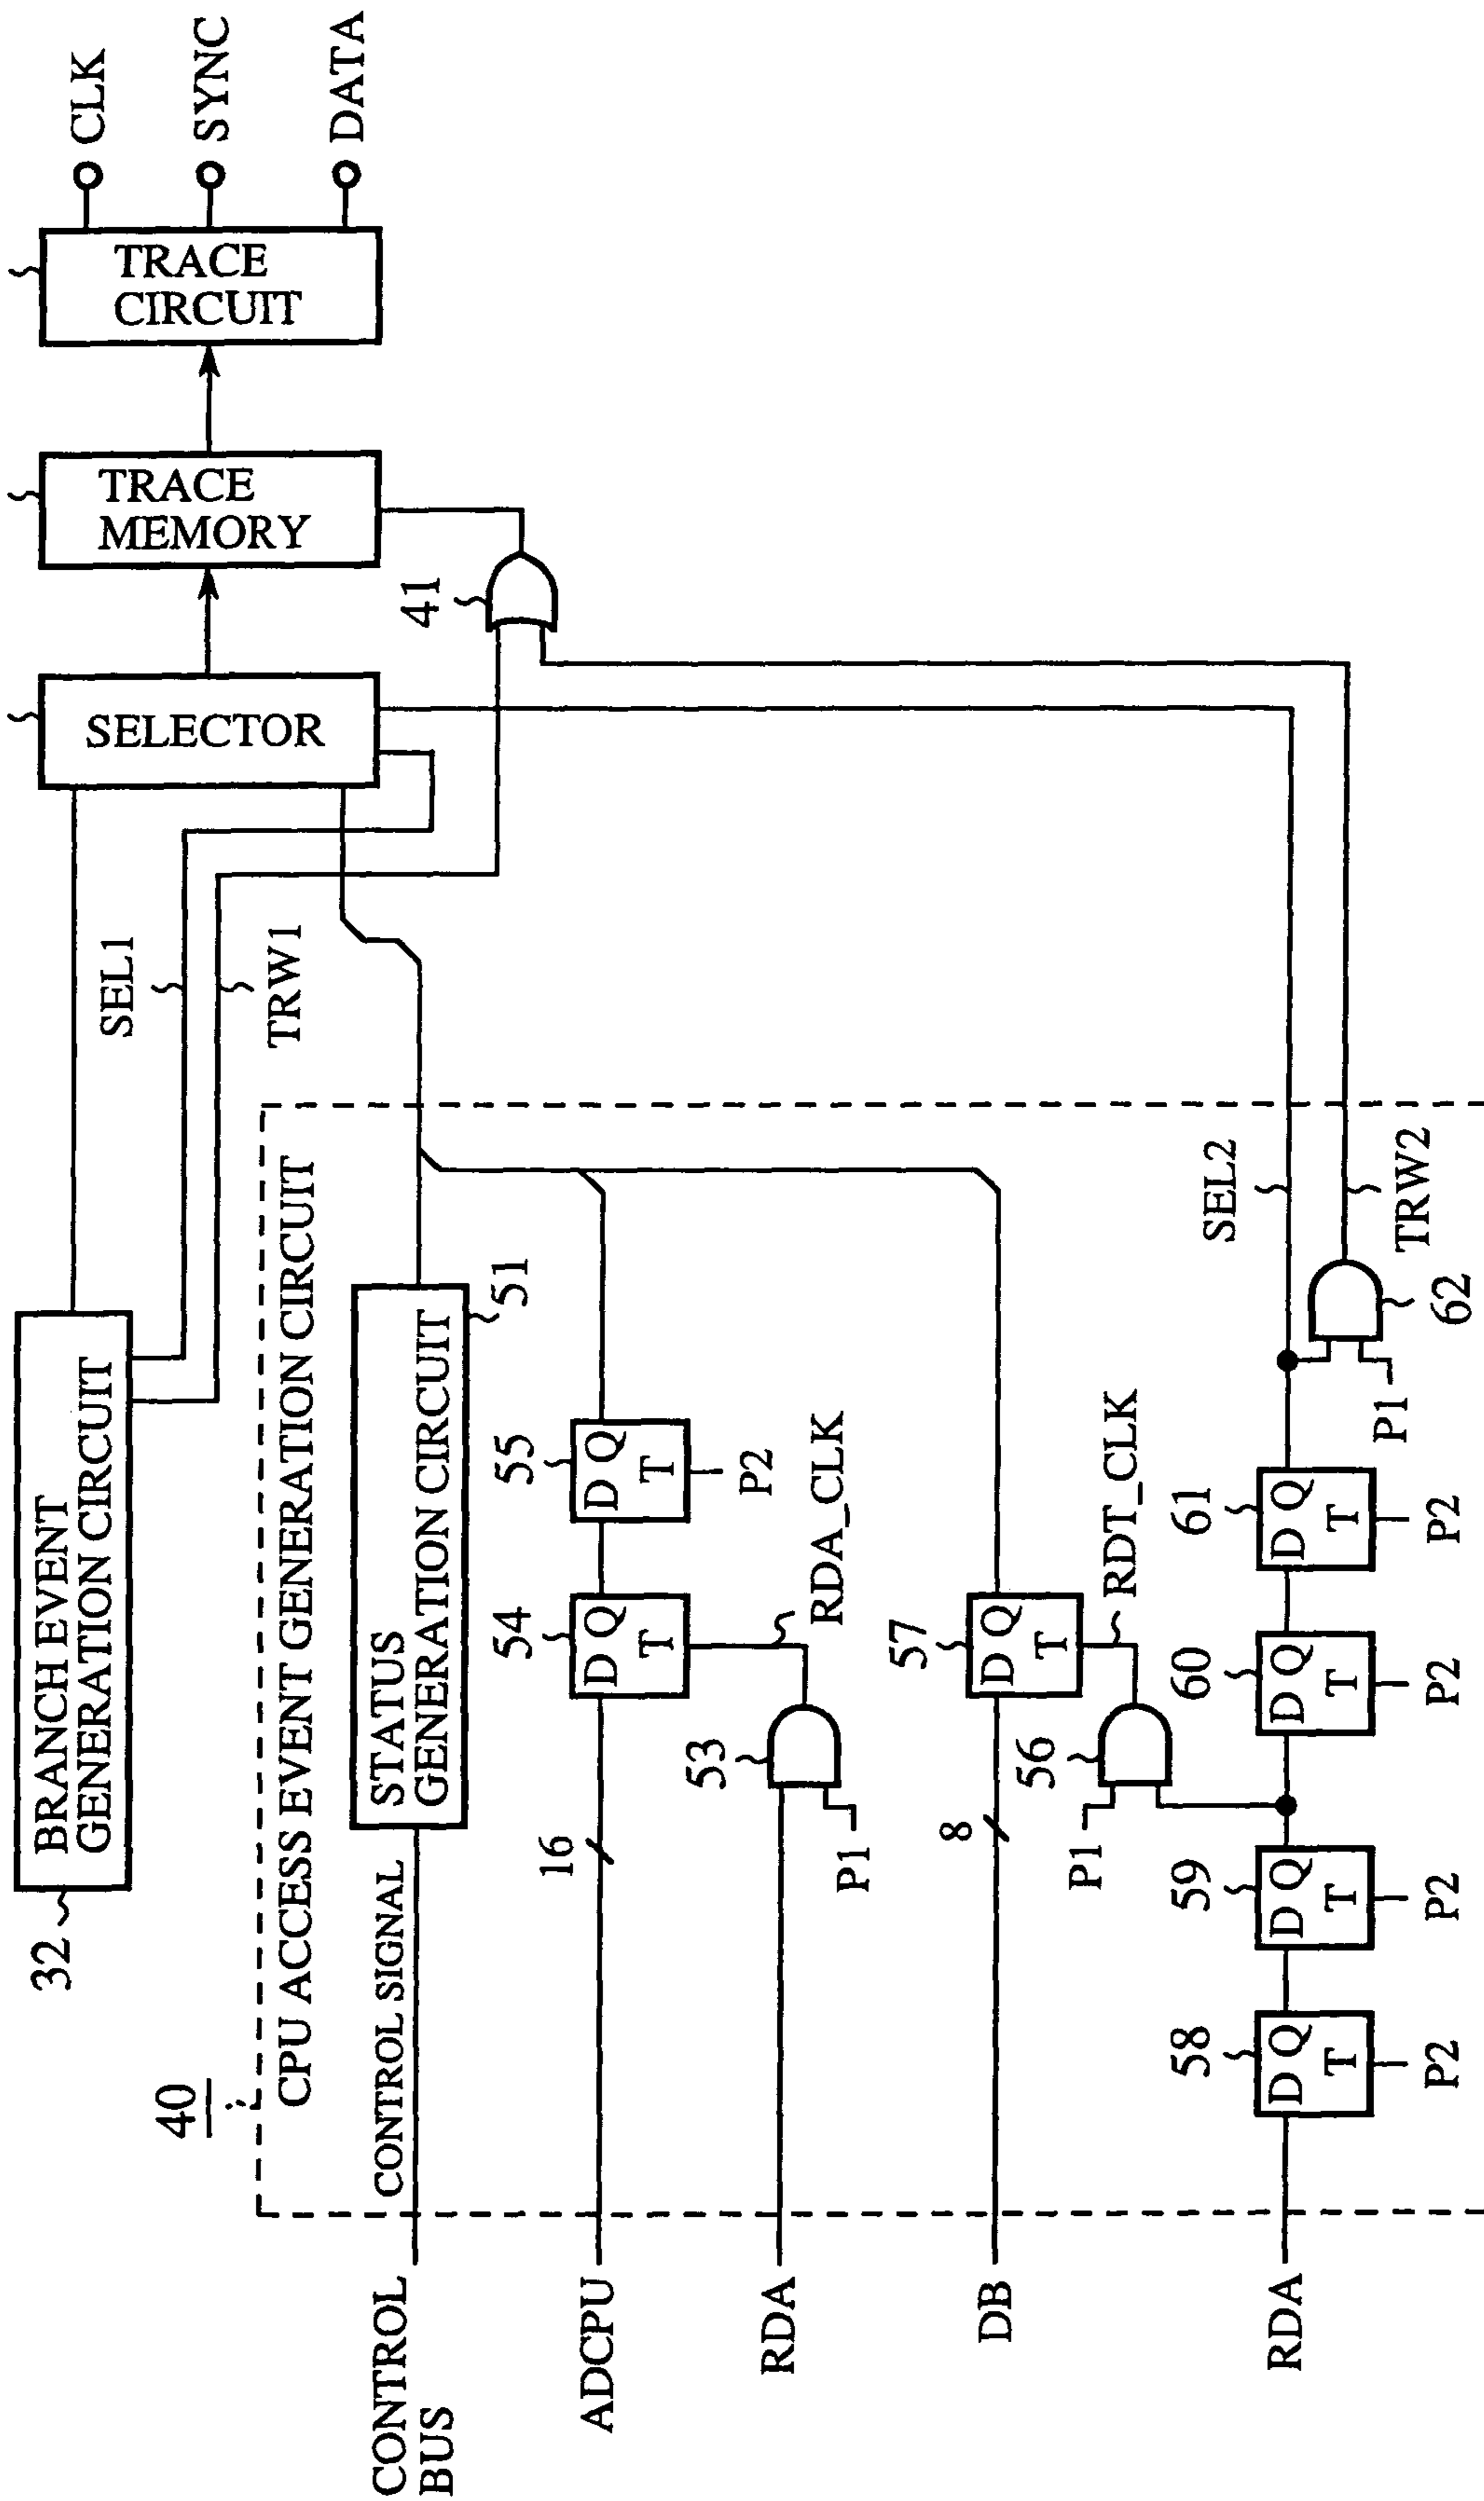 32
BRANCH EVENT
GENERATION CIRCUIT
SEL1
TRW1
SELECTOR
TRACE
MEMORY
TRACE
CIRCUIT
CLK
SYNC
DATA
41
40
CPU ACCESS EVENT GENERATION CIRCUIT
CONTROL
BUS
CONTROL SIGNAL
STATUS
GENERATION CIRCUIT
51
ADCPU
16
54
D Q
T
55
D Q
T
P2
RDA
53
P1
RDA_CLK
DB
8
57
D Q
T
56
P1
RDT_CLK
RDA
58
D Q
T
P2
59
D Q
T
P2
60
D Q
T
P2
61
D Q
T
P2
P1
62
SEL2
TRW2